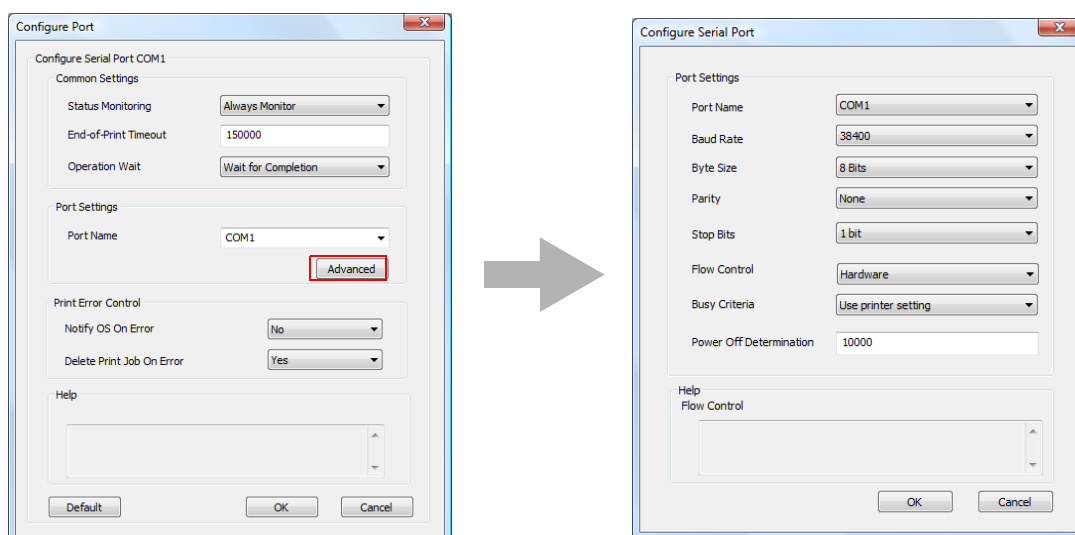 Configure Port
Configure Serial Port COM1
Common Settings
Status Monitoring Always Monitor
End-of-Print Timeout 150000
Operation Wait Wait for Completion
Port Settings
Port Name COM1
Advanced
Print Error Control
Notify OS On Error No
Delete Print Job On Error Yes
Help
Default OK Cancel
Configure Serial Port
Port Settings
Port Name COM1
Baud Rate 38400
Byte Size 8 Bits
Parity None
Stop Bits 1 bit
Flow Control Hardware
Busy Criteria Use printer setting
Power Off Determination 10000
Help
Flow Control
OK Cancel